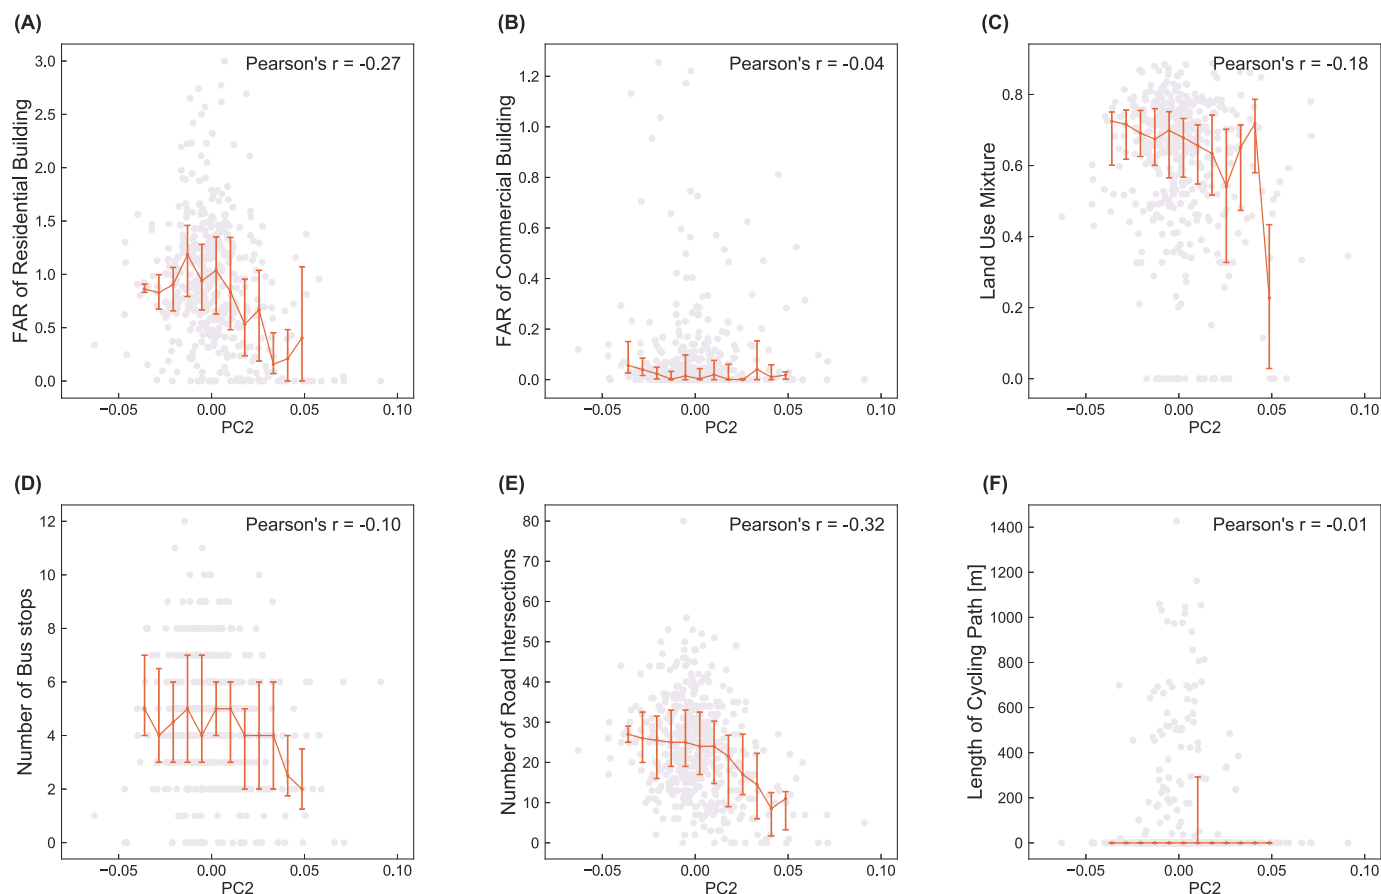 (A)
Pearson's r = -0.27
FAR of Residential Building
3.0
2.5
2.0
1.5
1.0
0.5
0.0
−0.05 0.00 0.05 0.10
PC2
(B)
Pearson's r = -0.04
FAR of Commercial Building
1.2
1.0
0.8
0.6
0.4
0.2
0.0
−0.05 0.00 0.05 0.10
PC2
(C)
Pearson's r = -0.18
Land Use Mixture
0.8
0.6
0.4
0.2
0.0
−0.05 0.00 0.05 0.10
PC2
(D)
Pearson's r = -0.10
Number of Bus stops
12
10
8
6
4
2
0
−0.05 0.00 0.05 0.10
PC2
(E)
Pearson's r = -0.32
Number of Road Intersections
80
70
60
50
40
30
20
10
0
−0.05 0.00 0.05 0.10
PC2
(F)
Pearson's r = -0.01
Length of Cycling Path [m]
1400
1200
1000
800
600
400
200
0
−0.05 0.00 0.05 0.10
PC2